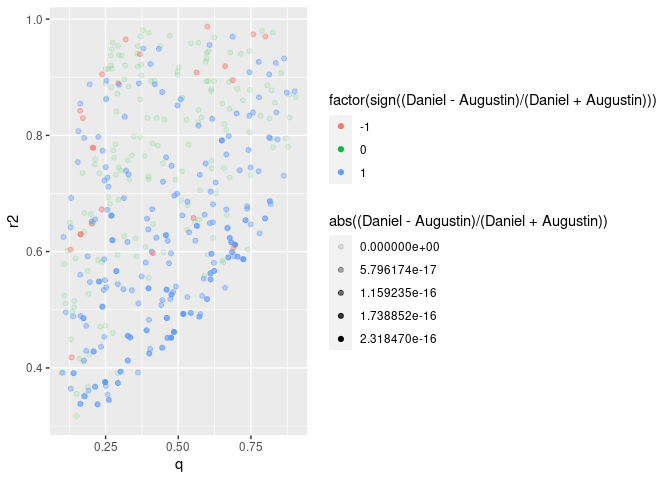 1.0
0.8
0.6
0.4
r2
0.25
0.50
0.75
q
factor(sign((Daniel - Augustin)/(Daniel + Augustin)))
-1
0
1
abs((Daniel - Augustin)/(Daniel + Augustin))
0.000000e+00
5.796174e-17
1.159235e-16
1.738852e-16
2.318470e-16